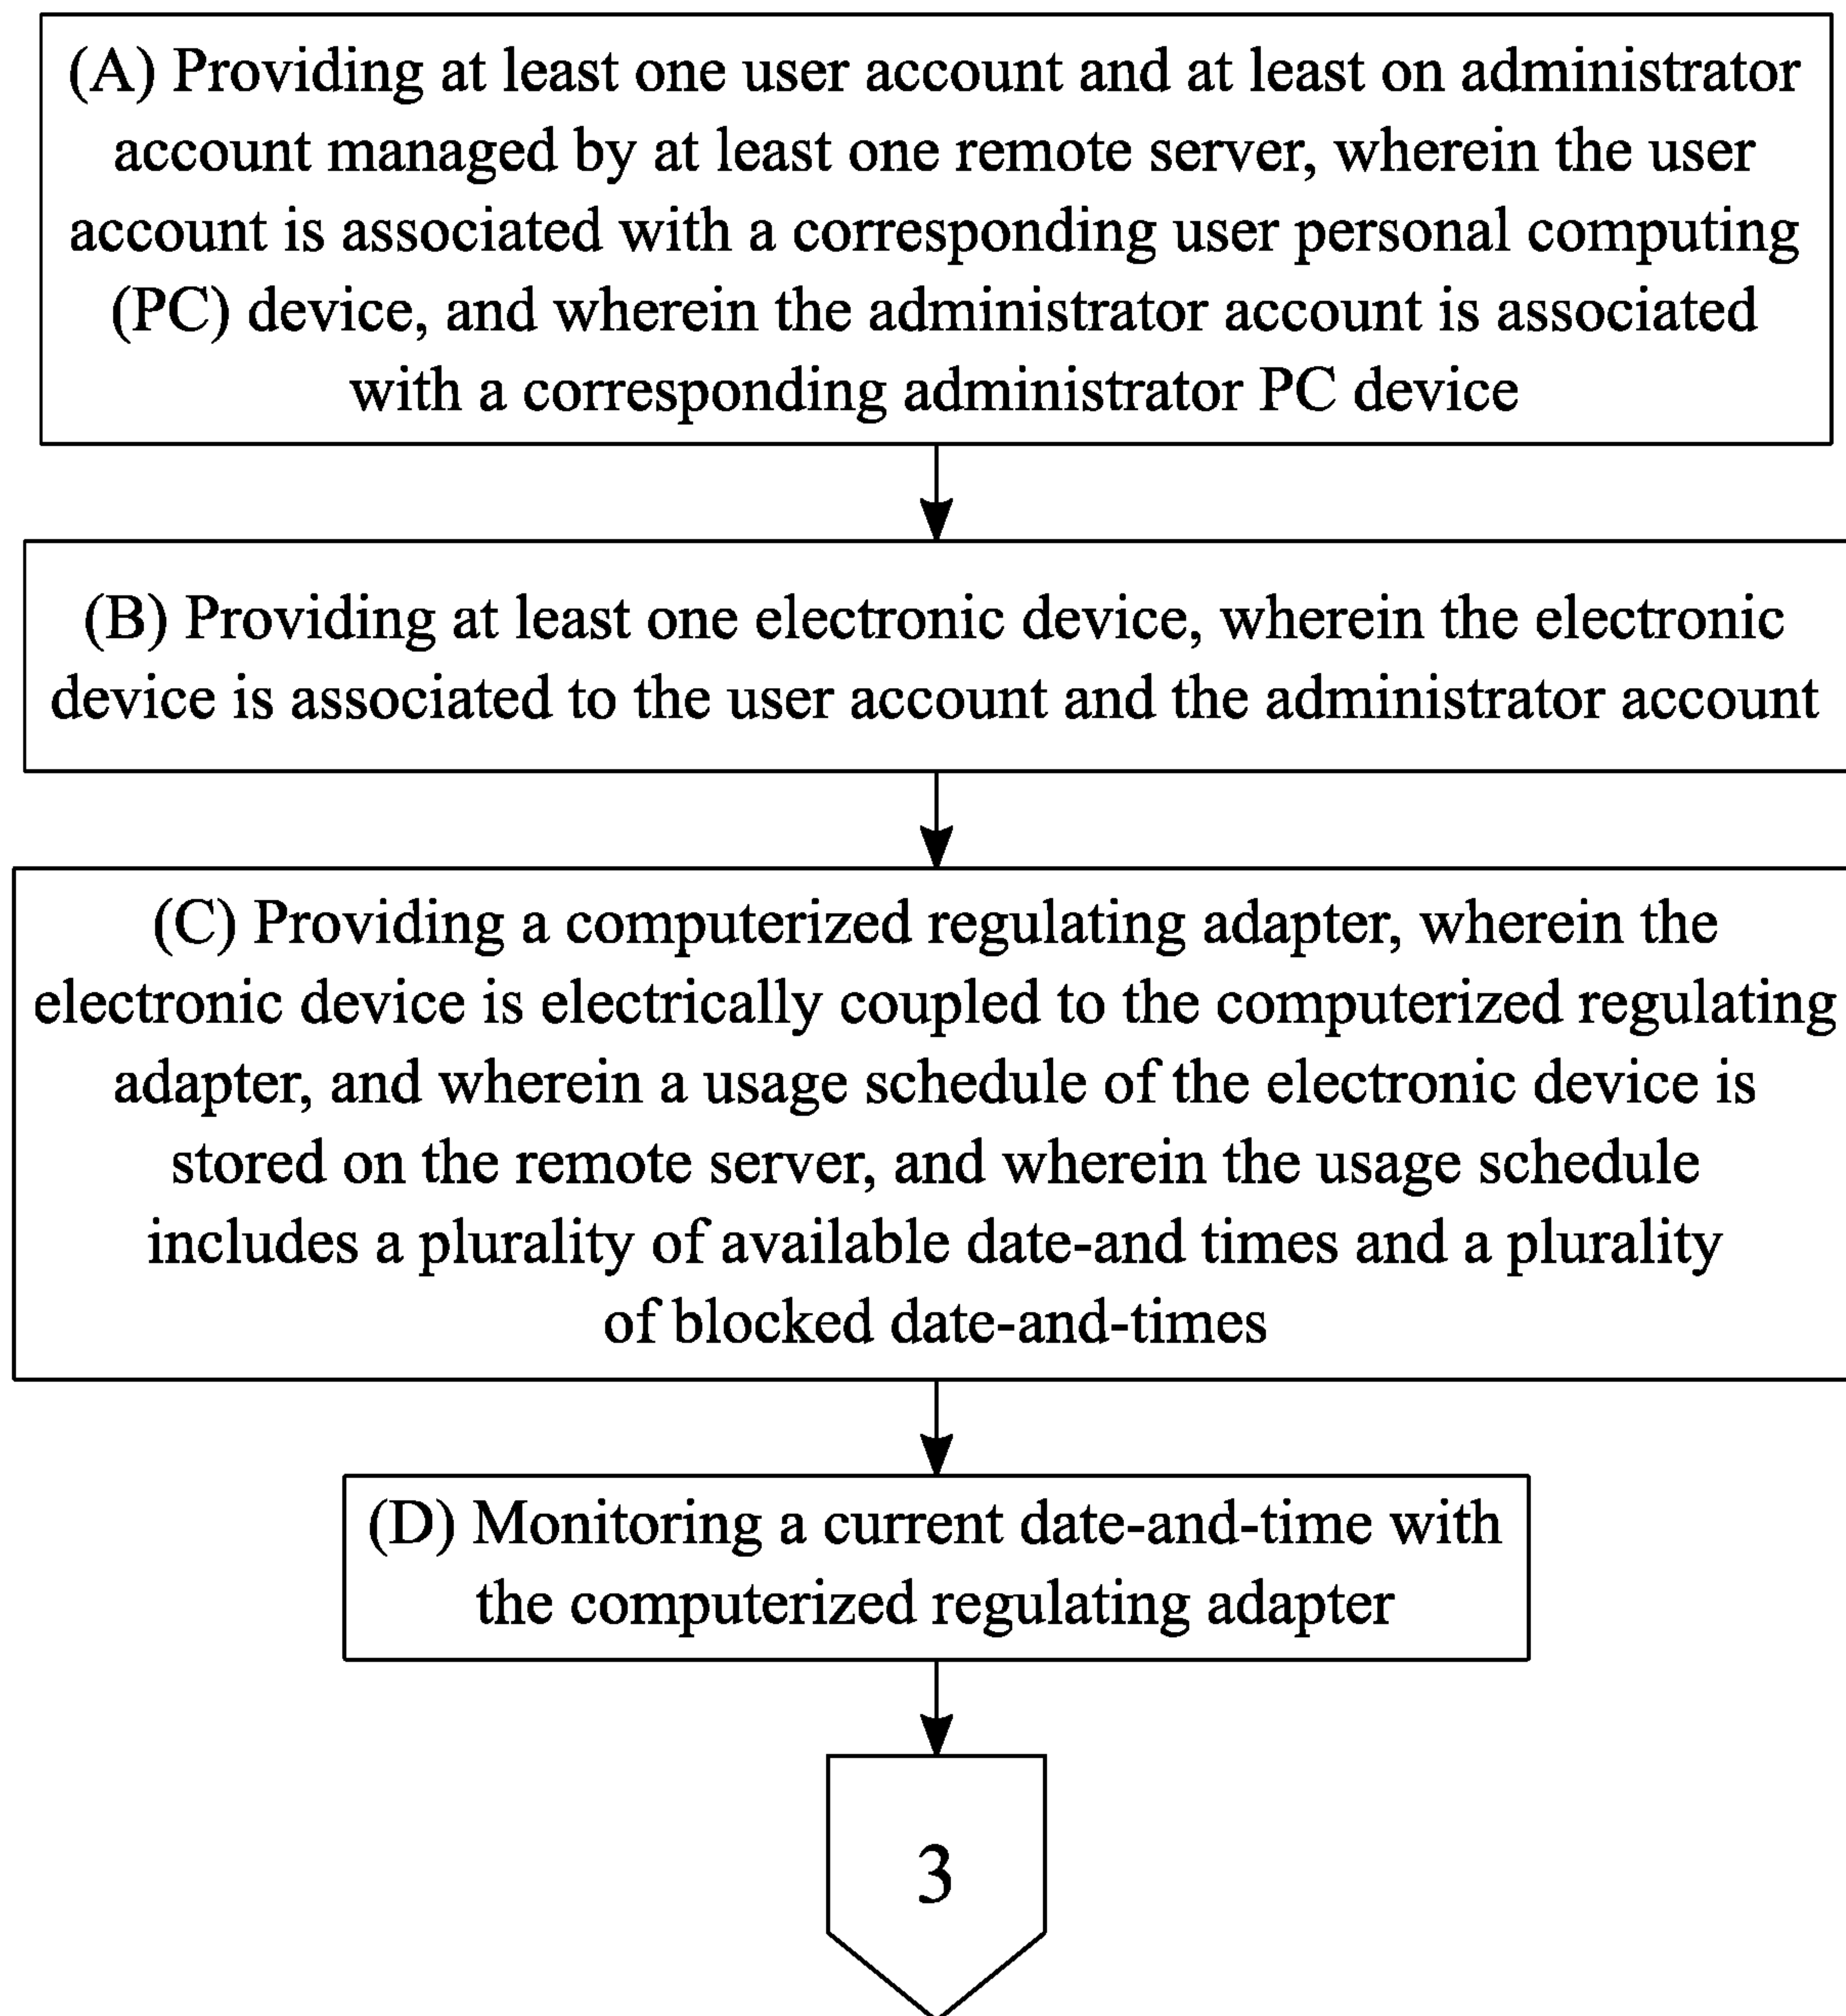 (A) Providing at least one user account and at least on administrator
account managed by at least one remote server, wherein the user
account is associated with a corresponding user personal computing
(PC) device, and wherein the administrator account is associated
with a corresponding administrator PC device
(B) Providing at least one electronic device, wherein the electronic
device is associated to the user account and the administrator account
(C) Providing a computerized regulating adapter, wherein the
electronic device is electrically coupled to the computerized regulating
adapter, and wherein a usage schedule of the electronic device is
stored on the remote server, and wherein the usage schedule
includes a plurality of available date-and times and a plurality
of blocked date-and-times
(D) Monitoring a current date-and-time with
the computerized regulating adapter
3